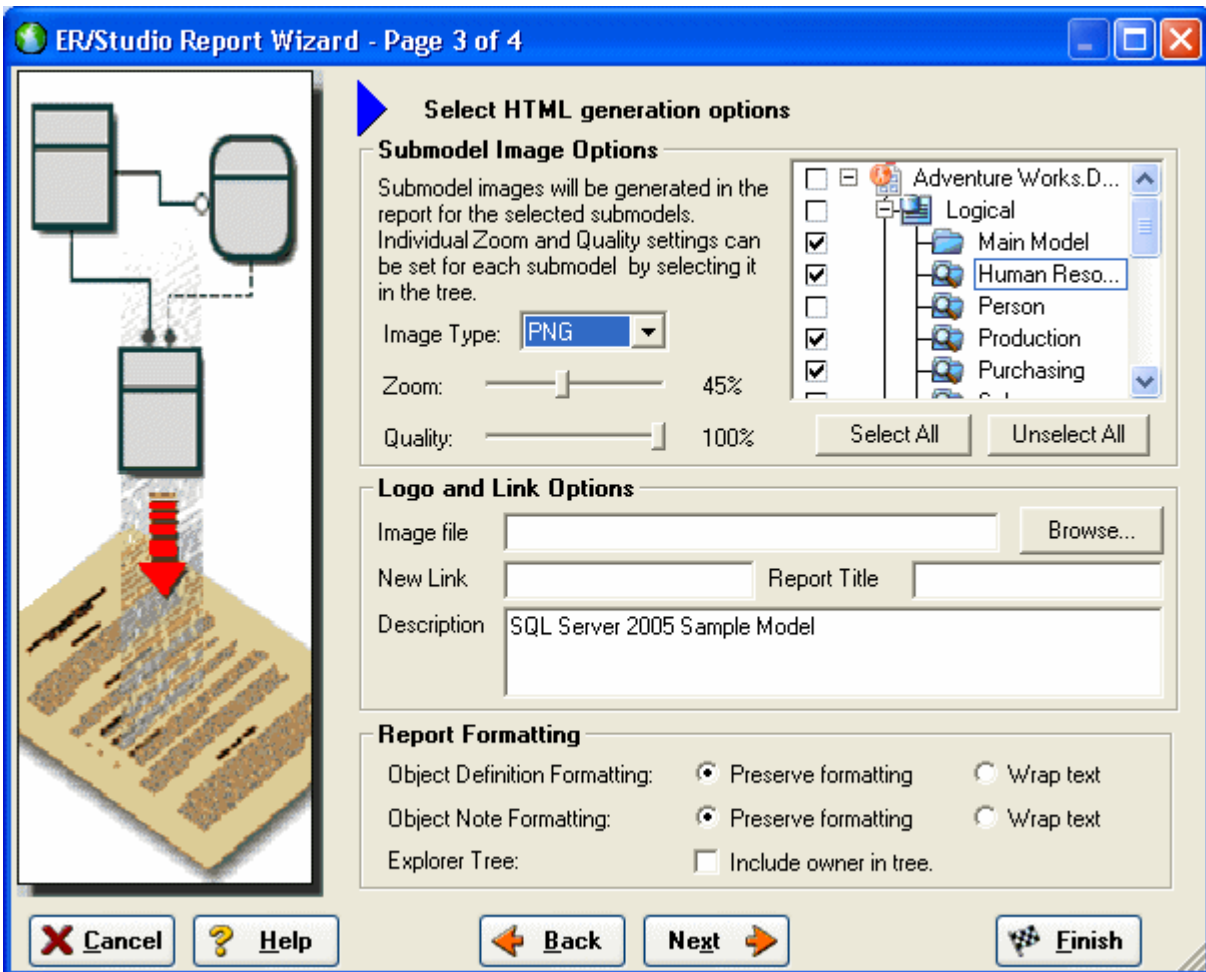 ER/Studio Report Wizard - Page 3 of 4
Select HTML generation options
Submodel Image Options
Submodel images will be generated in the
report for the selected submodels.
Individual Zoom and Quality settings can
be set for each submodel by selecting it
in the tree.
Image Type: PNG
Zoom: 45%
Quality: 100%
Adventure Works.D...
Logical
Main Model
Human Reso...
Person
Production
Purchasing
Select All
Unselect All
Logo and Link Options
Image file
Browse...
New Link
Report Title
Description
SQL Server 2005 Sample Model
Report Formatting
Object Definition Formatting: Preserve formatting Wrap text
Object Note Formatting: Preserve formatting Wrap text
Explorer Tree: Include owner in tree.
Cancel
Help
Back
Next
Finish